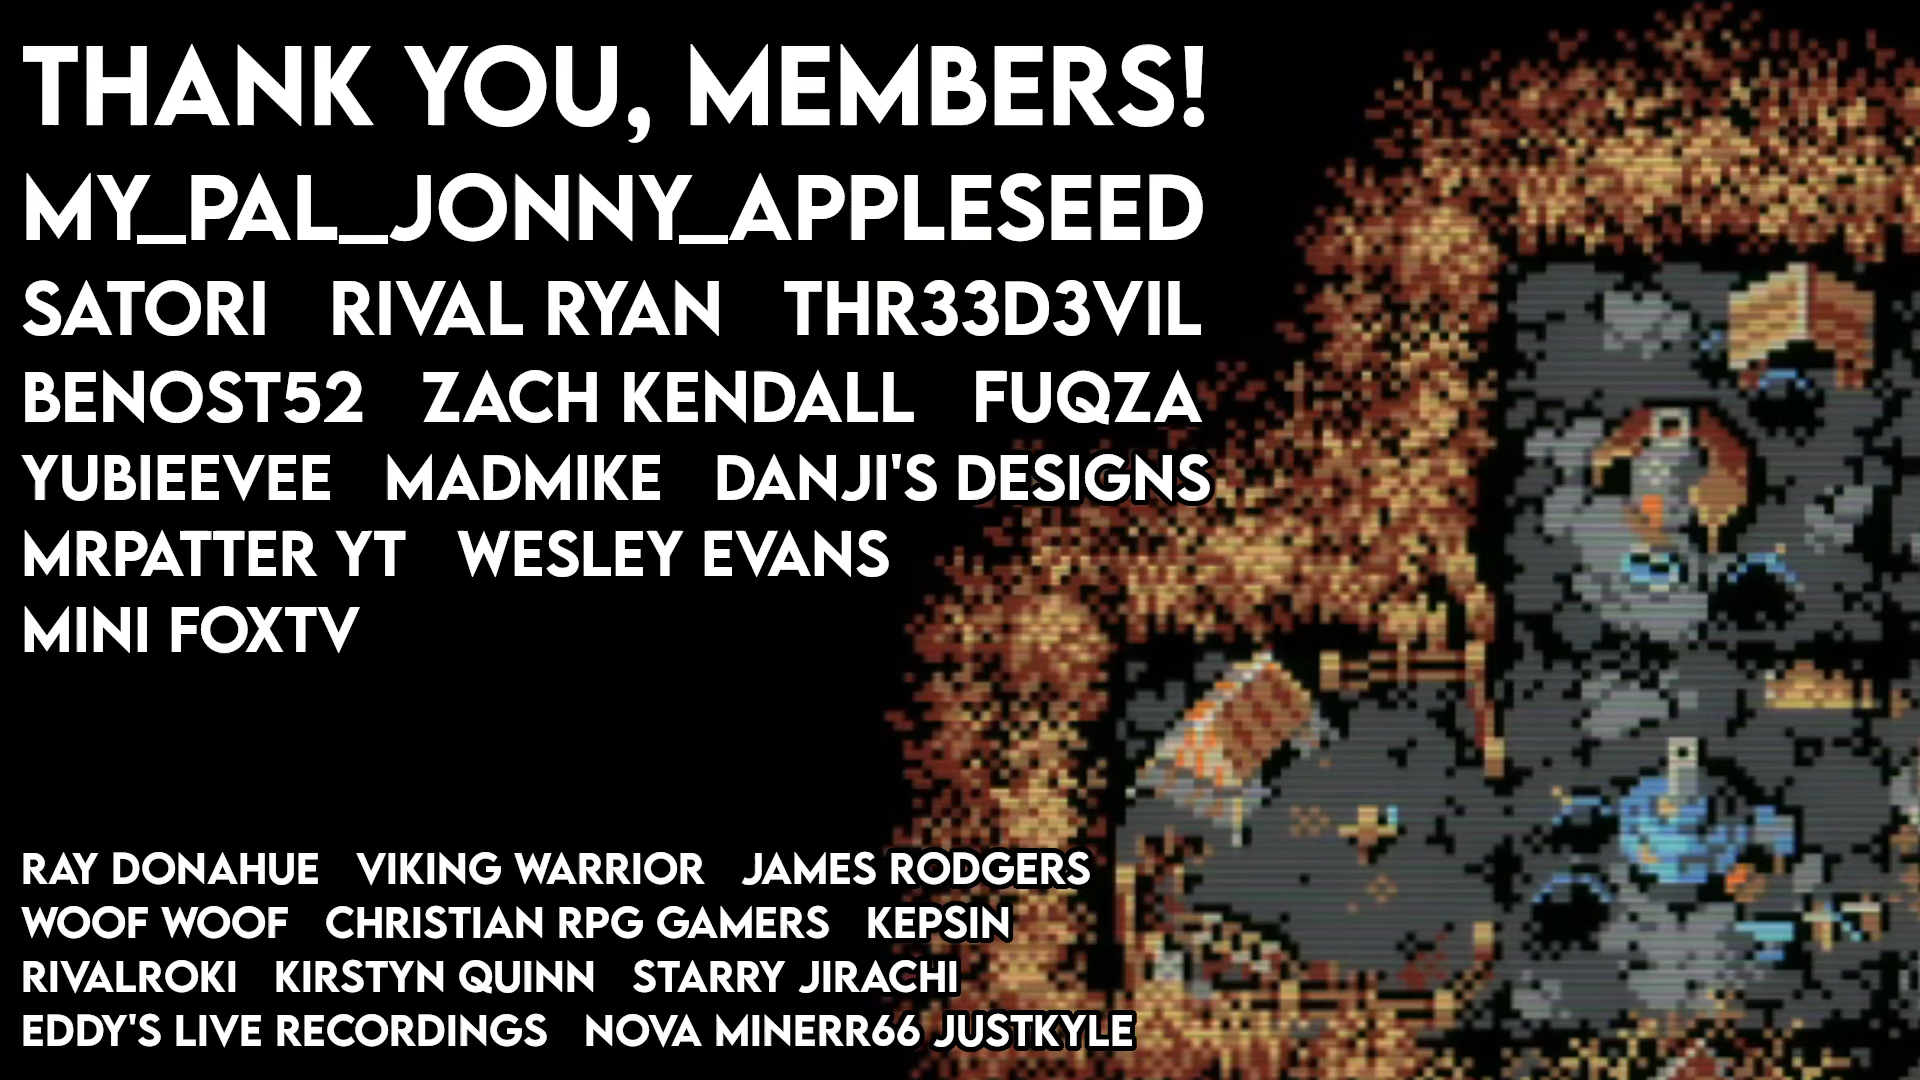 THANK YOU, MEMBERS!
MY_PAL_JONNY_APPLESEED
SATORI RIVAL RYAN THR33D3VIL
BENOST52 ZACH KENDALL FUQZA
YUBIEEVEE MADMIKE DANJI'S DESIGNS
MRPATTER YT WESLEY EVANS
MINI FOXTV
RAY DONAHUE VIKING WARRIOR JAMES RODGERS
WOOF WOOF CHRISTIAN RPG GAMERS KEPSIN
RIVALROKI KIRSTYN QUINN STARRY JIRACHI
EDDY'S LIVE RECORDINGS NOVA MINERR66 JUSTKYLE